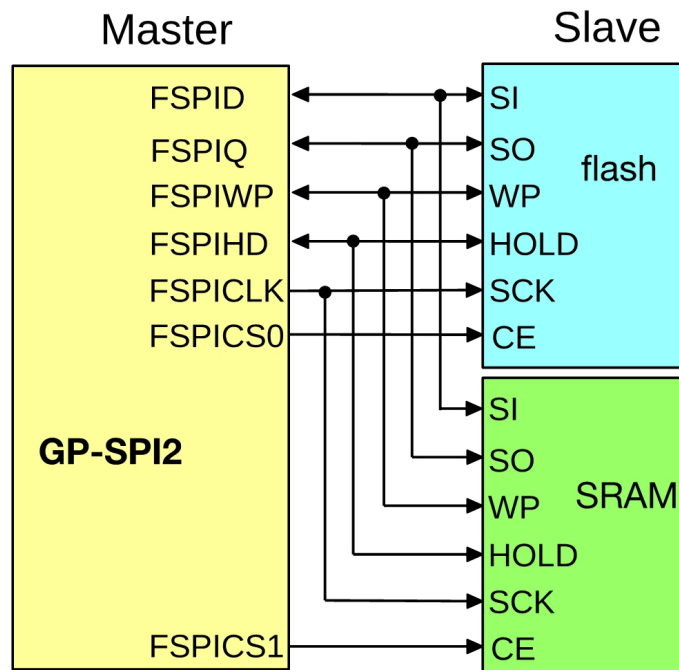 Master
Slave
FSPID
FSPIQ
FSPIWP
FSPIHD
FSPICLK
FSPICS0
GP-SPI2
FSPICS1
SI
SO
flash
WP
HOLD
SCK
CE
SI
SO
SRAM
WP
HOLD
SCK
CE